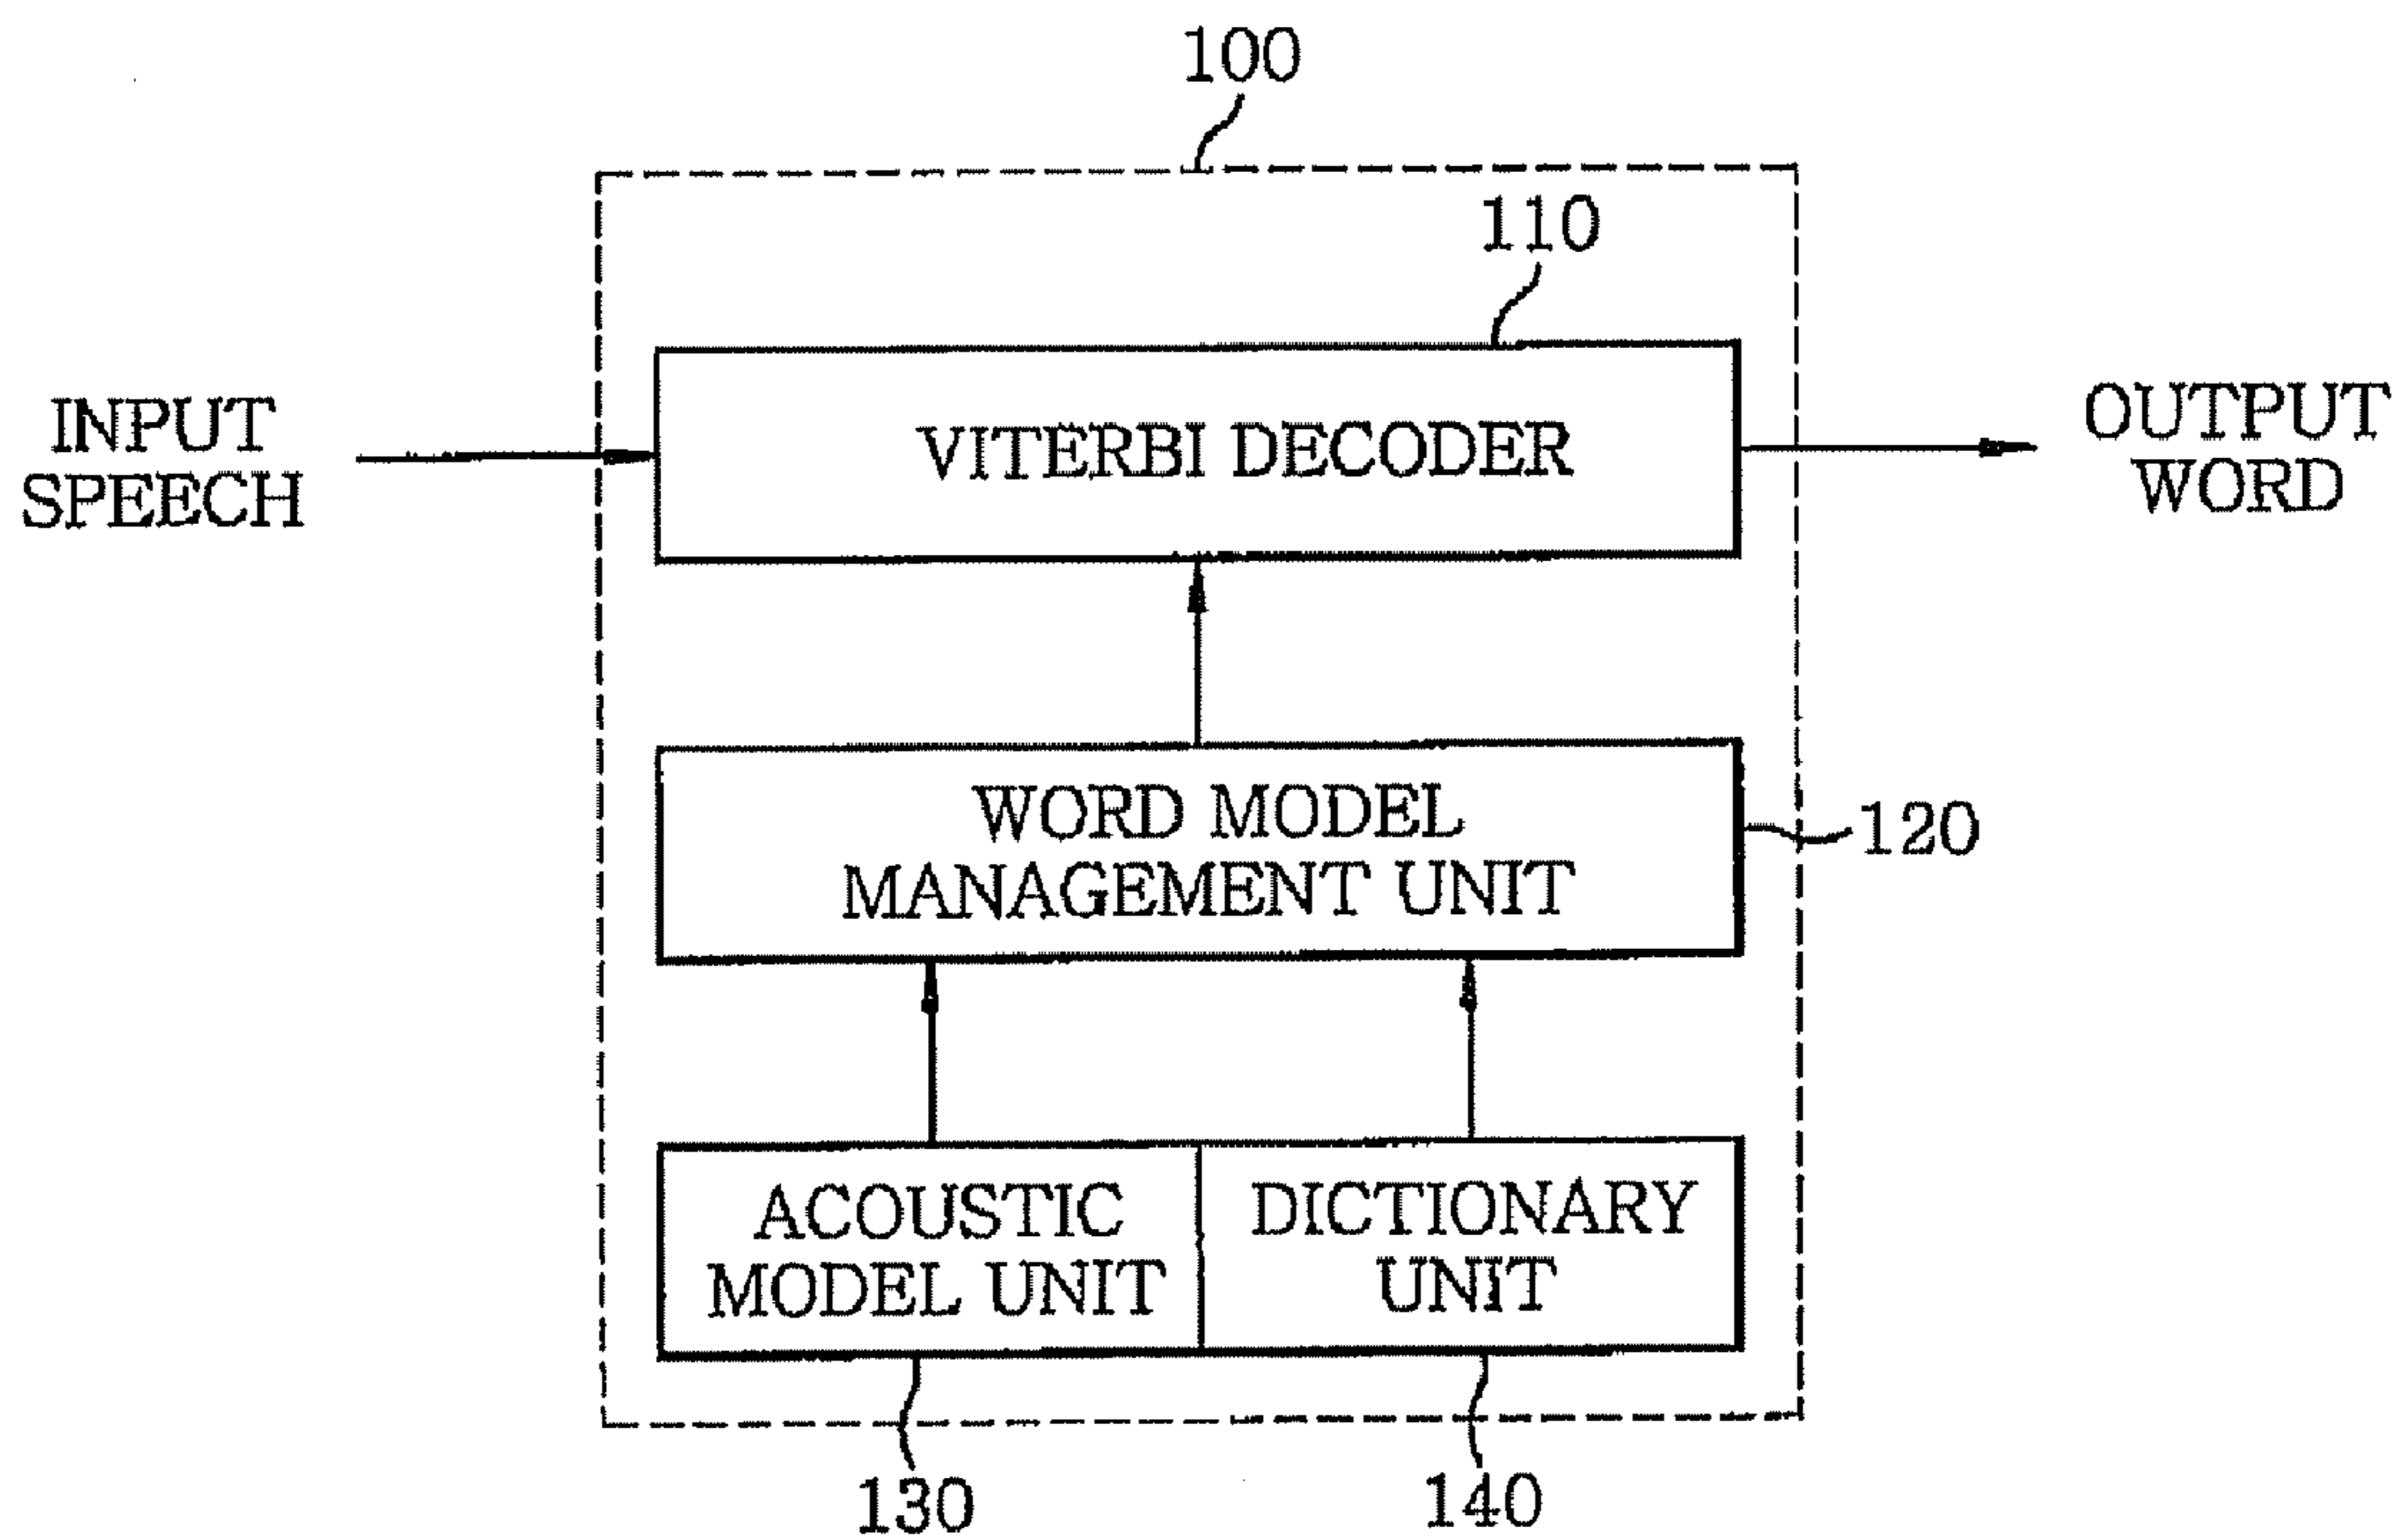 100
110
INPUT
SPEECH
VITERBI DECODER
OUTPUT
WORD
WORD MODEL
MANAGEMENT UNIT
120
ACOUSTIC
MODEL UNIT
DICTIONARY
UNIT
130
140